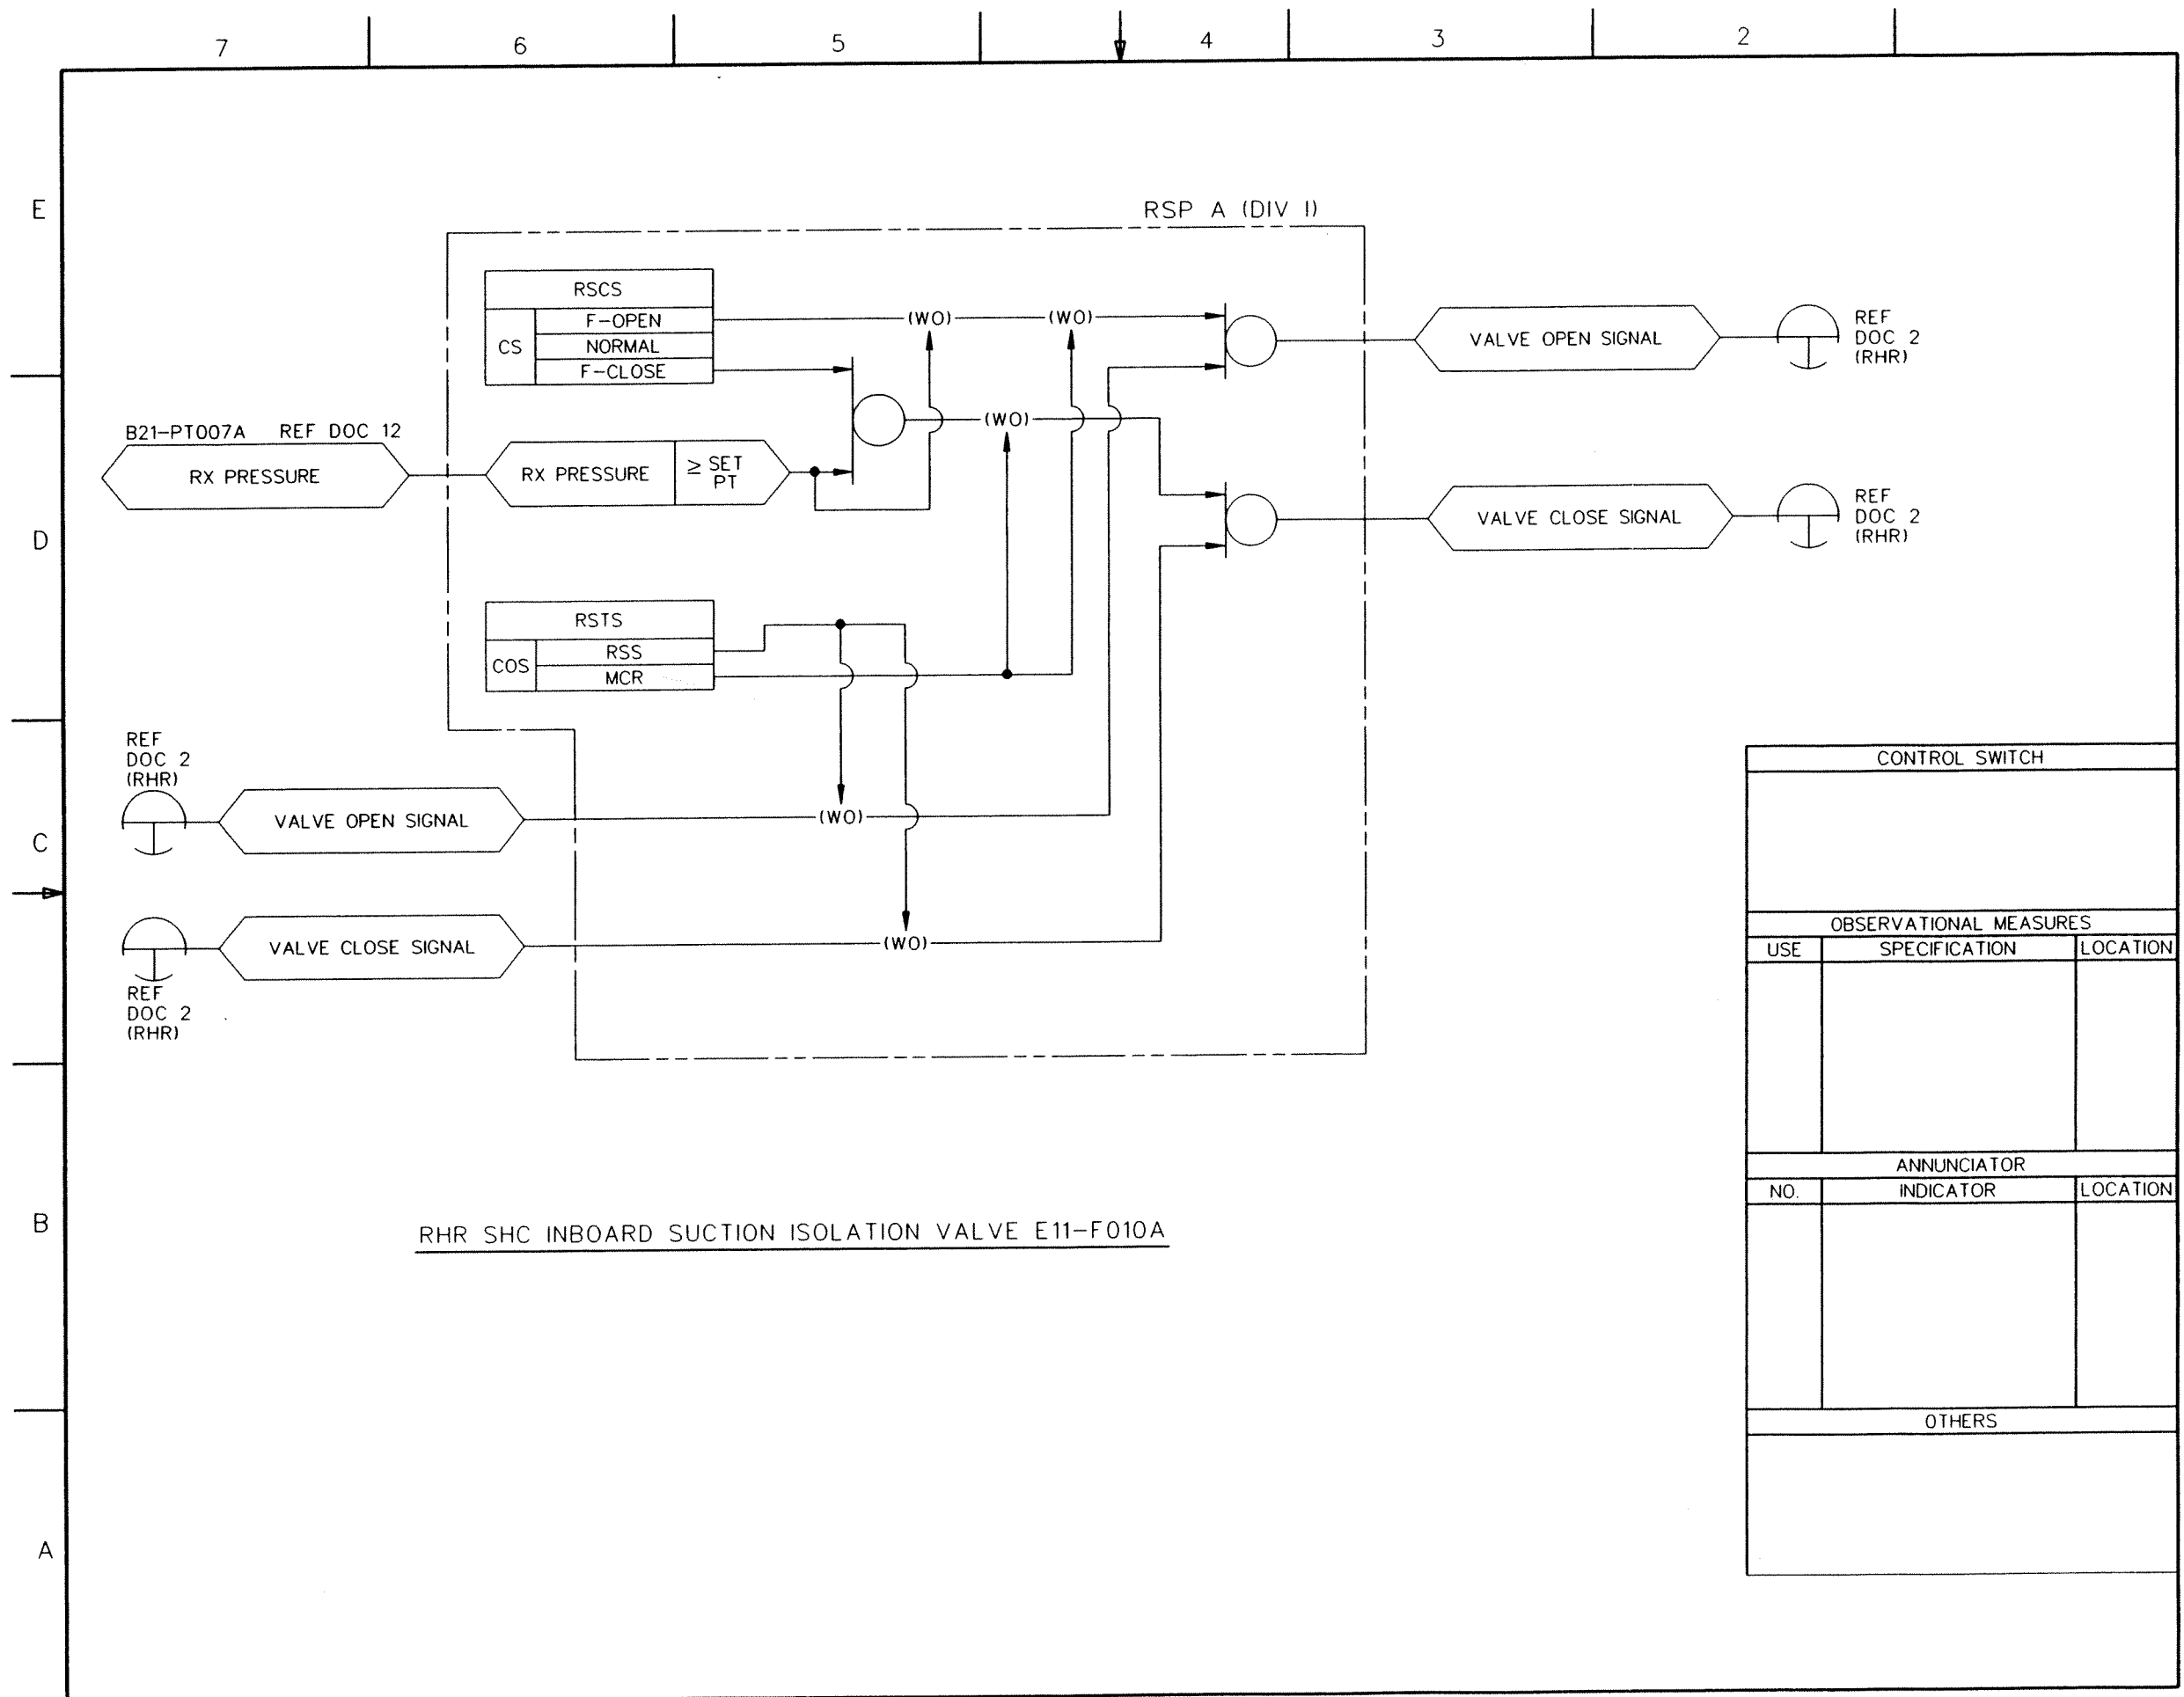 7 6 5 4 3 2
E
D
C
B
A
RSP A (DIV I)
RSCS
CS
F-OPEN
NORMAL
F-CLOSE
(WO)
(WO)
VALVE OPEN SIGNAL
REF
DOC 2
(RHR)
B21-PT007A REF DOC 12
RX PRESSURE
RX PRESSURE
≥ SET
PT
(WO)
VALVE CLOSE SIGNAL
REF
DOC 2
(RHR)
RSTS
COS
RSS
MCR
REF
DOC 2
(RHR)
VALVE OPEN SIGNAL
(WO)
VALVE CLOSE SIGNAL
(WO)
REF
DOC 2
(RHR)
RHR SHC INBOARD SUCTION ISOLATION VALVE E11-F010A
CONTROL SWITCH
OBSERVATIONAL MEASURES
USE SPECIFICATION LOCATION
ANNUNCIATOR
NO. INDICATOR LOCATION
OTHERS